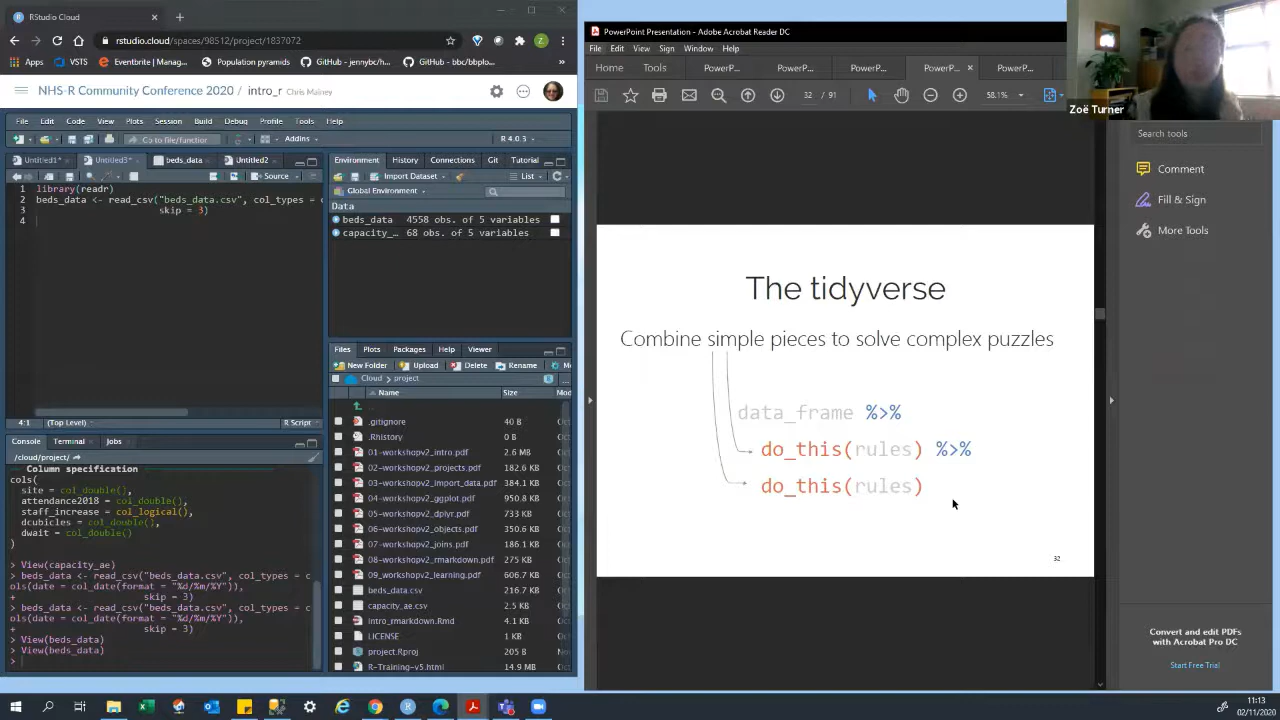 RStudio Cloud
rstudio.cloud/spaces/98512/project/1837072
Apps VSTS Eventbrite | Manag... Population pyramids GitHub - jennybc/h... GitHub - bbc/bbplo... »
NHS-R Community Conference 2020 / intro_r Chris Mainey
File Edit Code View Plots Session Build Debug Profile Tools Help
Go to file/function Addins R 4.0.3
Untitled1* Untitled3* beds_data Untitled2
Source
1 library(readr)
2 beds_data <- read_csv("beds_data.csv", col_types = c
3 skip = 3)
4
4:1 (Top Level) R Script
Console Terminal Jobs
/cloud/project/
Column specification
cols(
site = col_double(),
attendance2018 = col_double(),
staff_increase = col_logical(),
dcubicles = col_double(),
dwait = col_double()
)
> View(capacity_ae)
> beds_data <- read_csv("beds_data.csv", col_types = c
ols(date = col_date(format = "%d/%m/%Y")),
+ skip = 3)
> beds_data <- read_csv("beds_data.csv", col_types = c
ols(date = col_date(format = "%d/%m/%Y")),
+ skip = 3)
> View(beds_data)
> View(beds_data)
>
Environment History Connections Git Tutorial
Import Dataset List
Global Environment
Data
beds_data 4558 obs. of 5 variables
capacity_... 68 obs. of 5 variables
Files Plots Packages Help Viewer
New Folder Upload Delete Rename Mo
Cloud project
Name Size
..
.gitignore 40 B
.Rhistory 0 B
01-workshopv2_intro.pdf 2.6 MB
02-workshopv2_projects.pdf 182.6 KB
03-workshopv2_import_data.pdf 384.1 KB
04-workshopv2_ggplot.pdf 950.8 KB
05-workshopv2_dplyr.pdf 733 KB
06-workshopv2_objects.pdf 350.6 KB
07-workshopv2_joins.pdf 186.1 KB
08-workshopv2_rmarkdown.pdf 275 KB
09_workshopv2_learning.pdf 606.7 KB
beds_data.csv 216.7 KB
capacity_ae.csv 2.5 KB
intro_rmarkdown.Rmd 4.1 KB
LICENSE 1 KB
project.Rproj 205 B
R-Training-v5.html 14.9 MB
PowerPoint Presentation - Adobe Acrobat Reader DC
File Edit View Sign Window Help
Home Tools PowerP... PowerP... PowerP... PowerP... PowerP...
32 / 91 58.1%
The tidyverse
Combine simple pieces to solve complex puzzles
data_frame %>%
do_this(rules) %>%
do_this(rules)
32
Zoë Turner
Search tools
Comment
Fill & Sign
More Tools
Convert and edit PDFs
with Acrobat Pro DC
Start Free Trial
11:13
02/11/2020